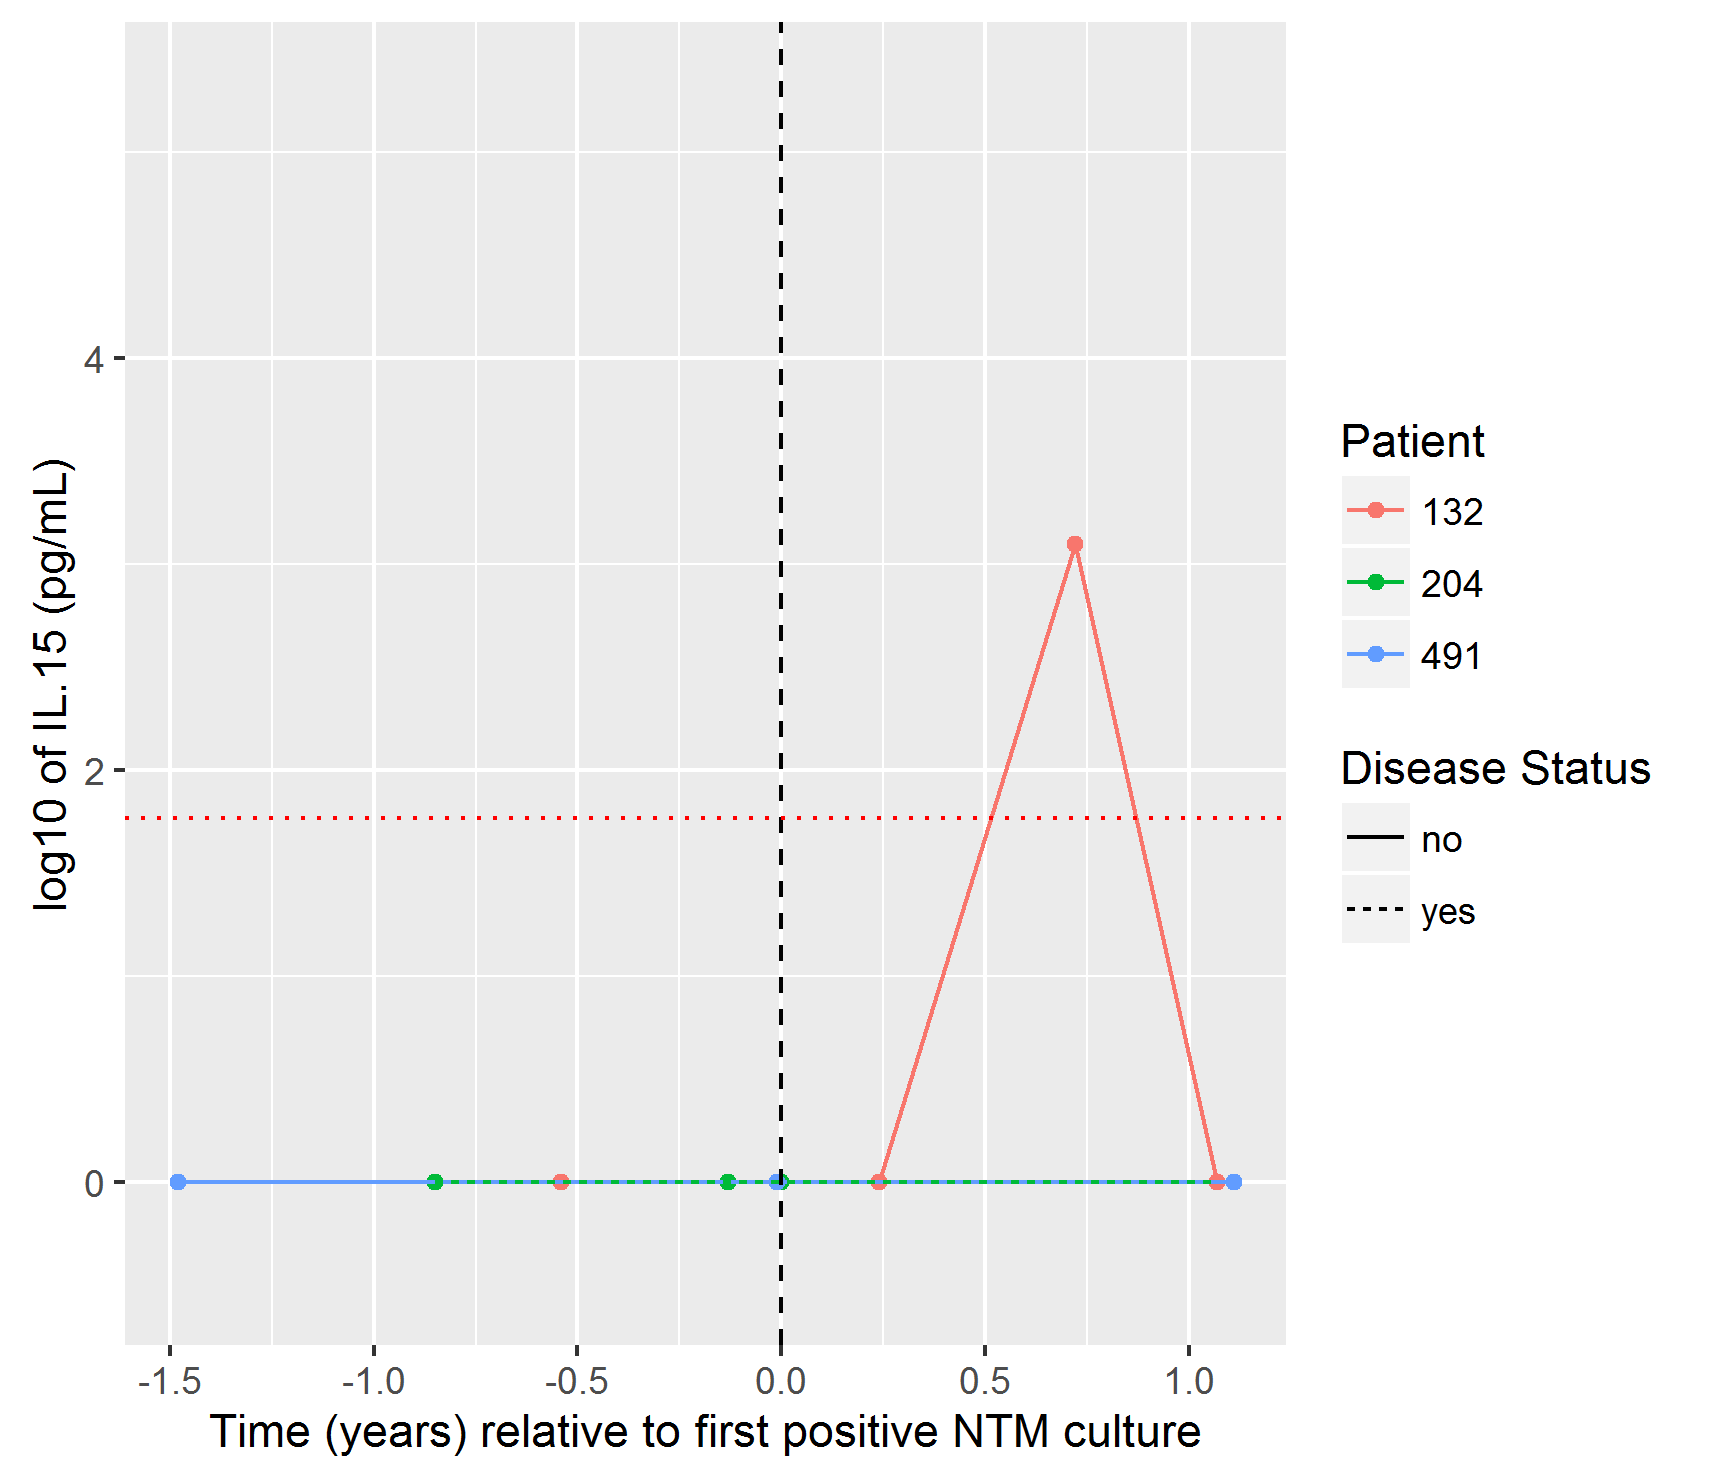 log10 of IL.15 (pg/mL)
4
2
0
-1.5 -1.0 -0.5 0.0 0.5 1.0
Time (years) relative to first positive NTM culture
Patient
132
204
491
Disease Status
no
yes